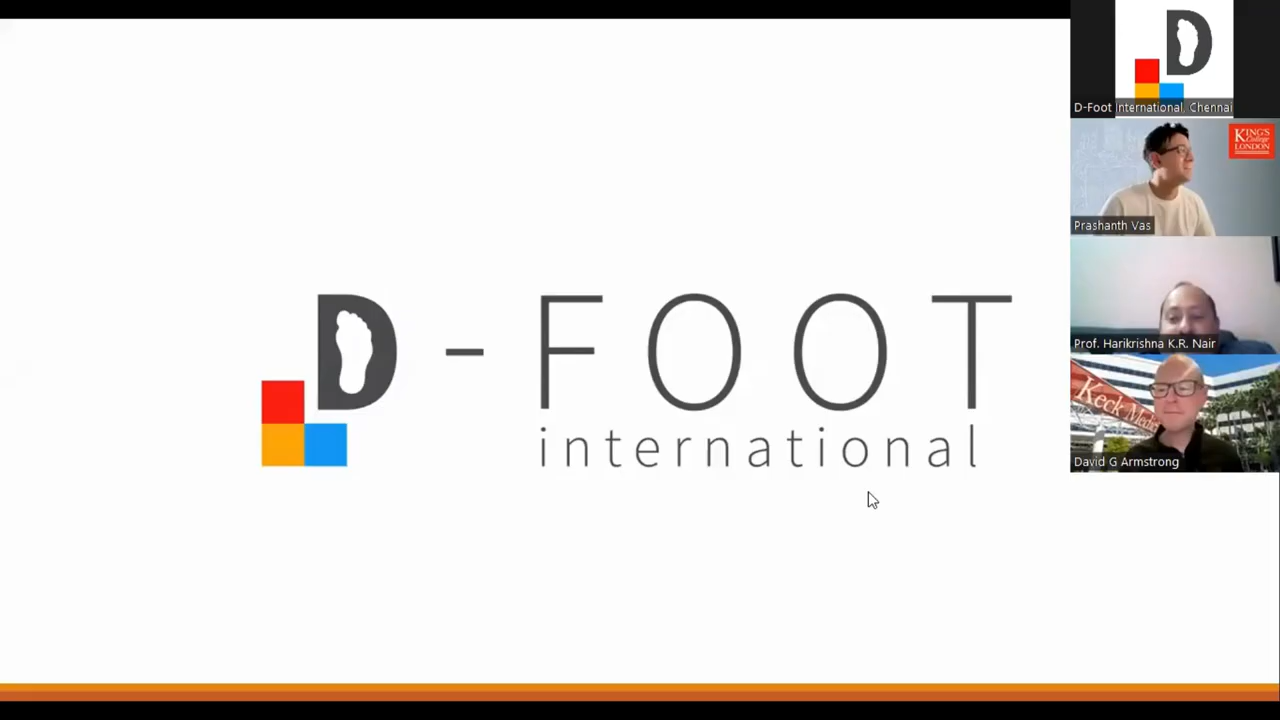 D - FOOT
international
D
D-Foot International, Chennai
KING'S
College
LONDON
Prashanth Vas
Prof. Harikrishna K.R. Nair
Keck Medi
David G Armstrong